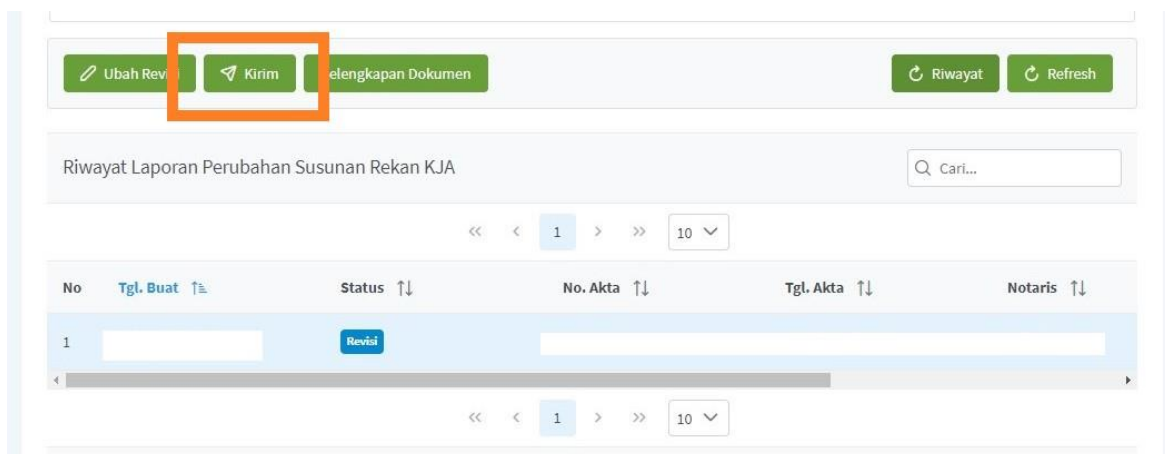 Ubah Kirim elengkapan Dokumen Riwayat Refresh
Riwayat Laporan Perubahan Susunan Rekan KJA Cari...
1 10
No Tgl. Buat Status No. Akta Tgl. Akta Notaris
1 Revisi
1 10